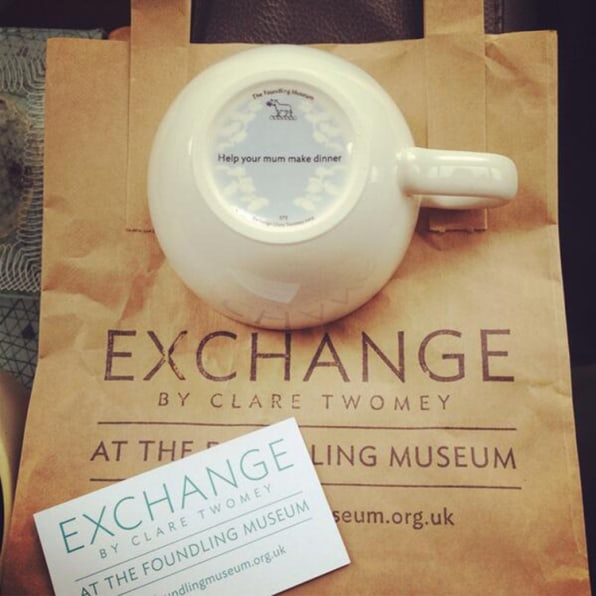 The Foundling Museum
Help your mum make dinner
EXCHANGE
BY CLARE TWOMEY
AT THE LING MUSEUM
seum.org.uk
EXCHANGE
BY CLARE TWOMEY
AT THE FOUNDLING MUSEUM
oundlingmuseum.org.uk